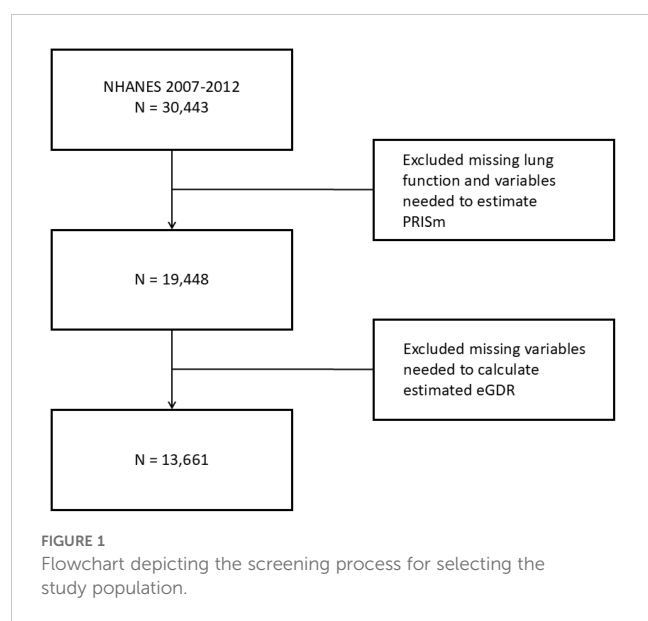 NHANES 2007-2012
N = 30,443
Excluded missing lung
function and variables
needed to estimate
PRISm
N = 19,448
Excluded missing variables
needed to calculate
estimated eGDR
N = 13,661
FIGURE 1
Flowchart depicting the screening process for selecting the
study population.